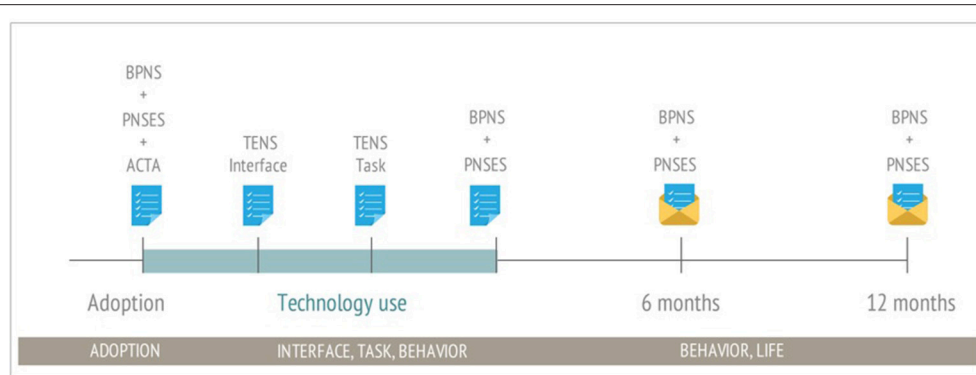 BPNS
+
PNSES
+
ACTA
TENS
Interface
TENS
Task
BPNS
+
PNSES
BPNS
+
PNSES
BPNS
+
PNSES
Adoption
Technology use
6 months
12 months
ADOPTION
INTERFACE, TASK, BEHAVIOR
BEHAVIOR, LIFE